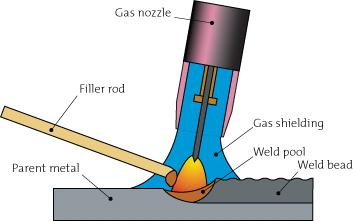 Gas nozzle
Filler rod
Gas shielding
Weld pool
Weld bead
Parent metal